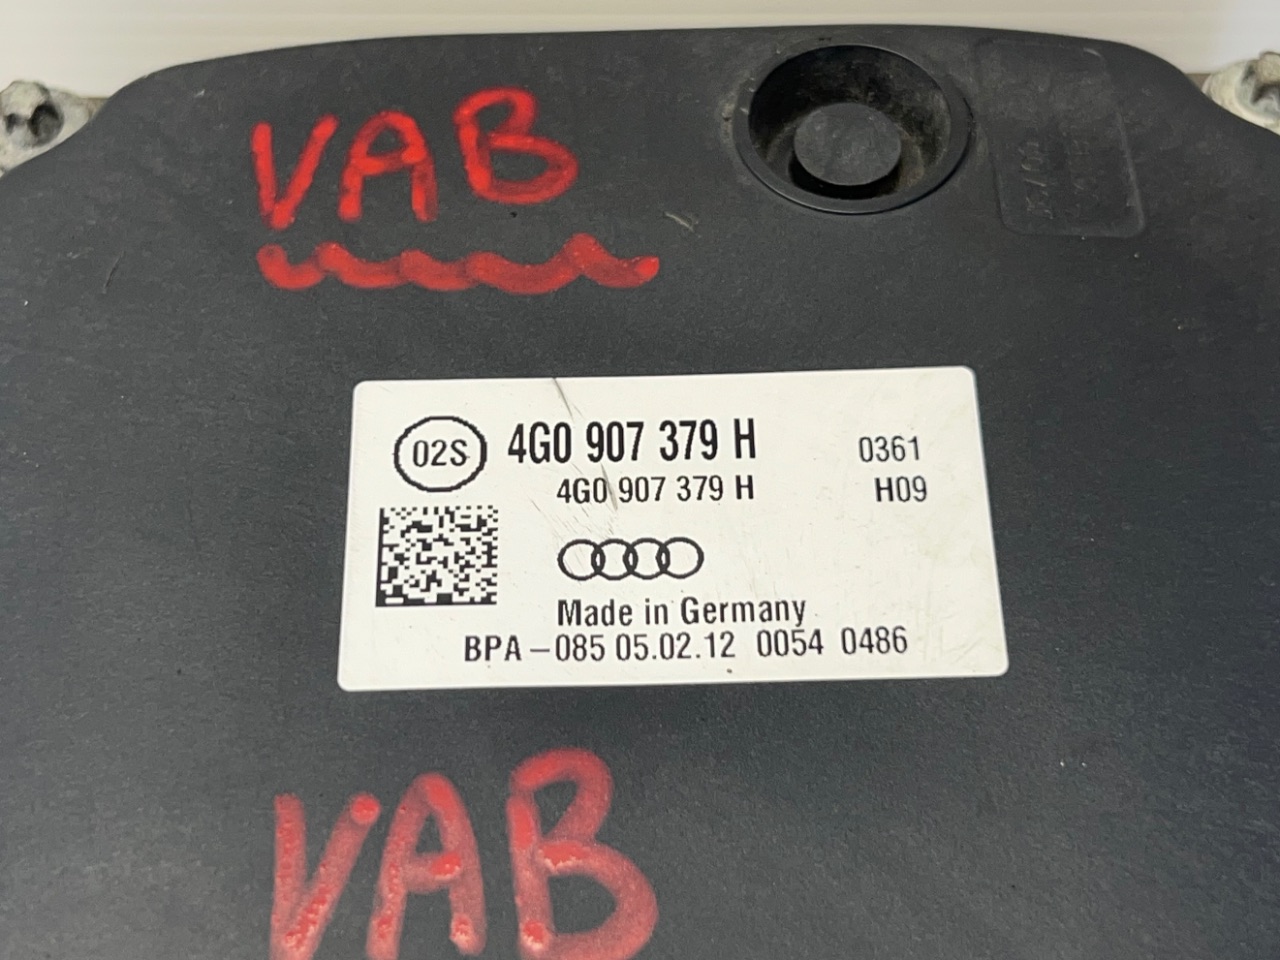 VAB
02S 4G0 907 379 H 0361
4G0 907 379 H H09
Made in Germany
BPA-085 05.02.12 0054 0486
VAB